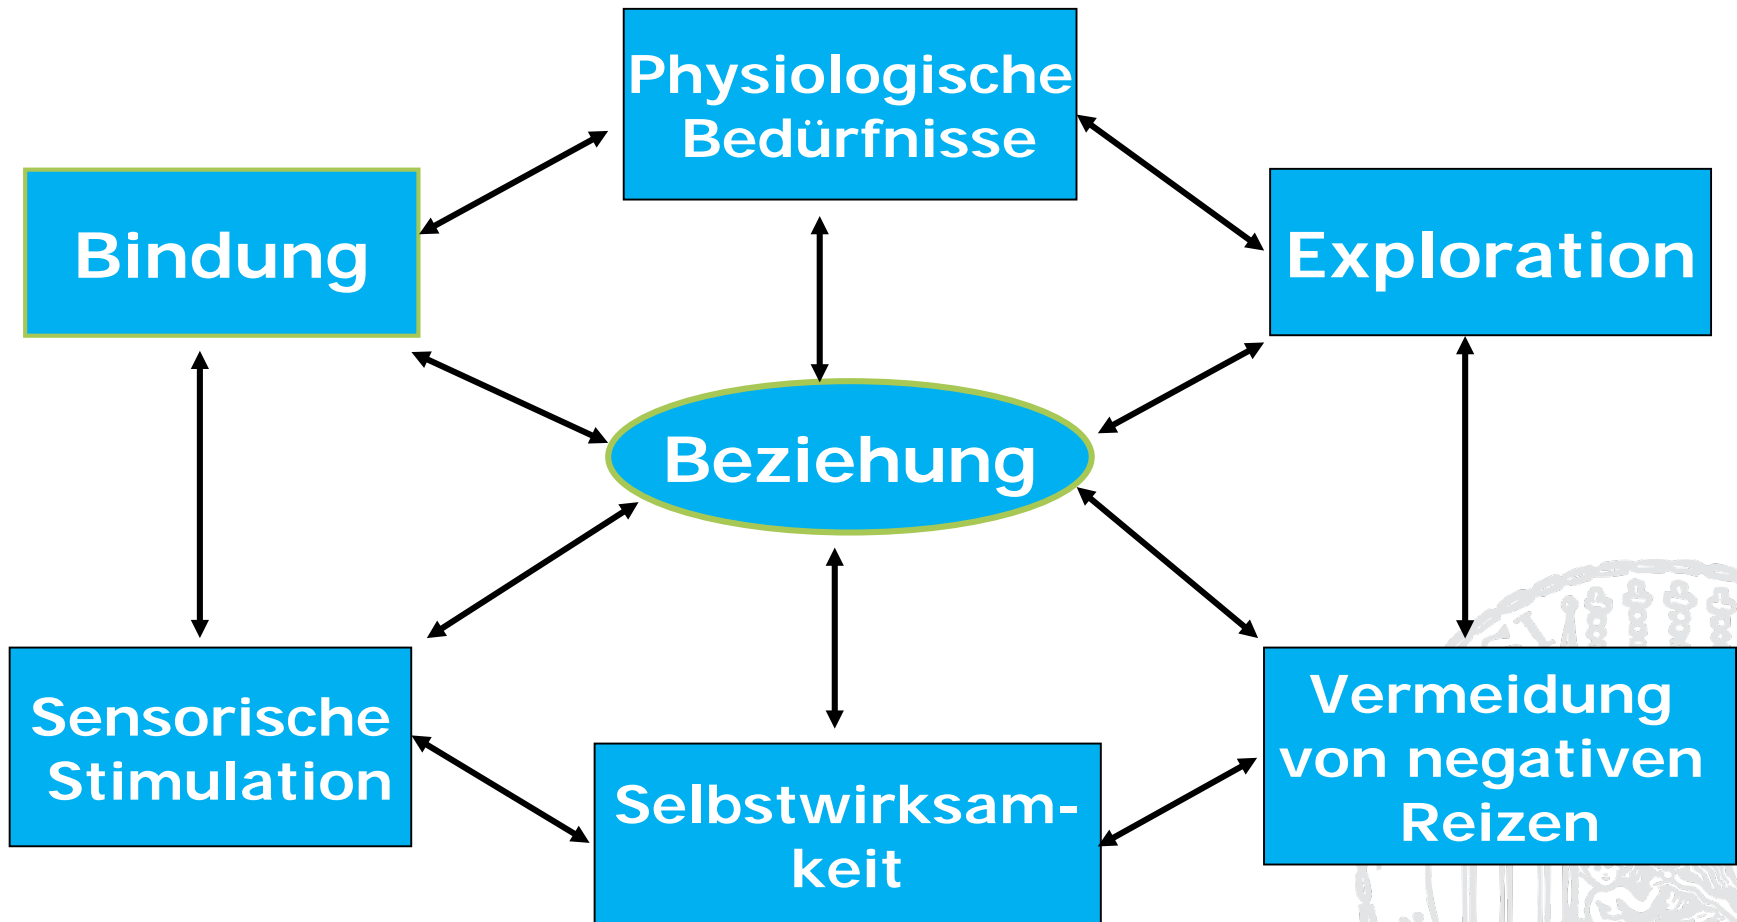 Physiologische
Bedürfnisse
Bindung
Exploration
Beziehung
Sensorische
Stimulation
Selbstwirksam-
keit
Vermeidung
von negativen
Reizen